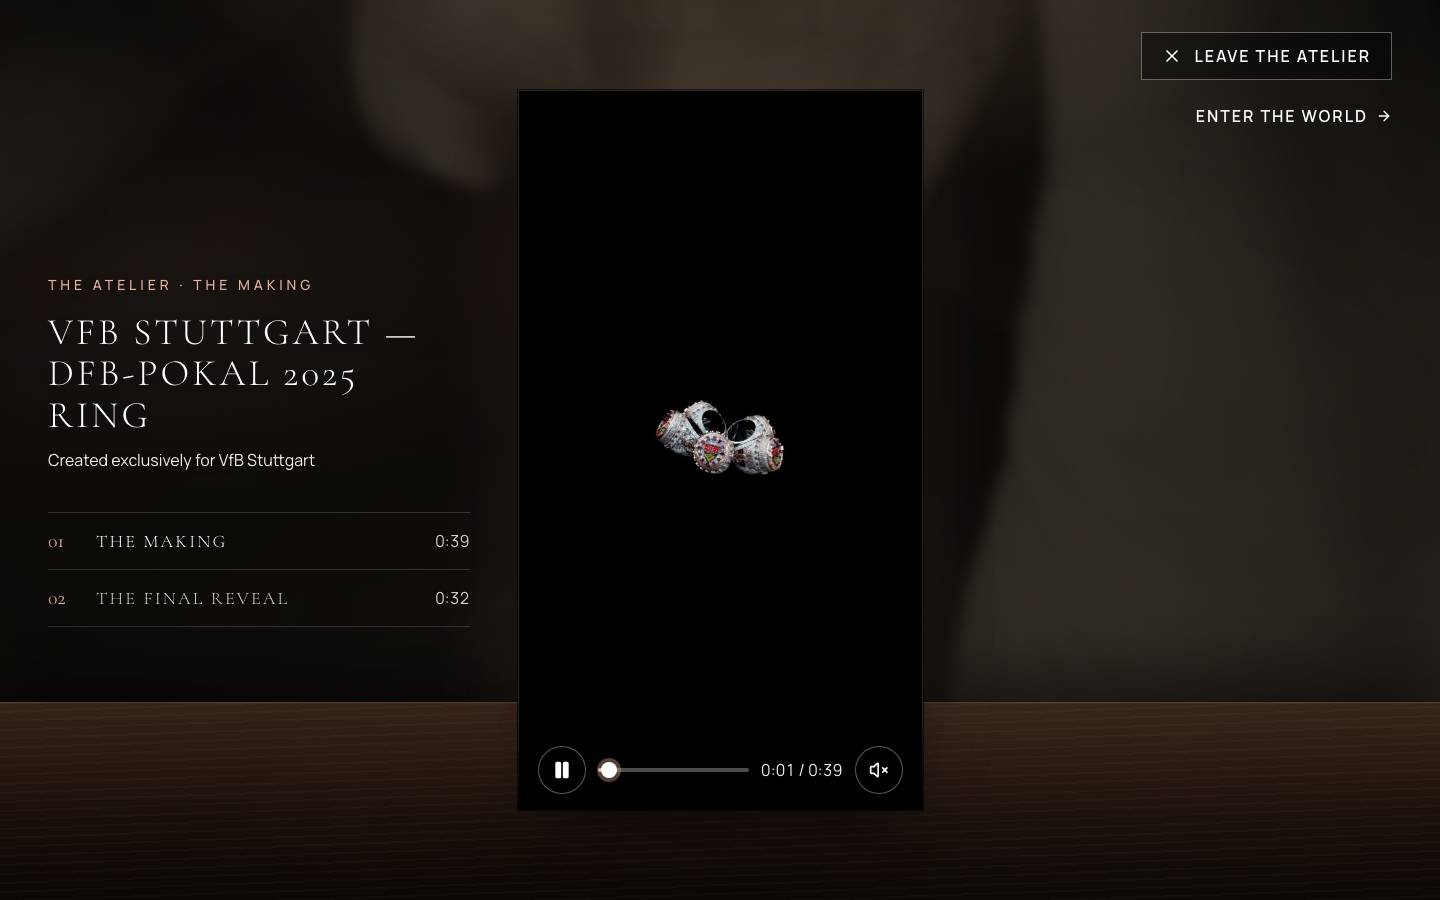 LEAVE THE ATELIER
ENTER THE WORLD →
THE ATELIER · THE MAKING
VFB STUTTGART —
DFB-POKAL 2025
RING
Created exclusively for VfB Stuttgart
01 THE MAKING 0:39
02 THE FINAL REVEAL 0:32
0:01 / 0:39